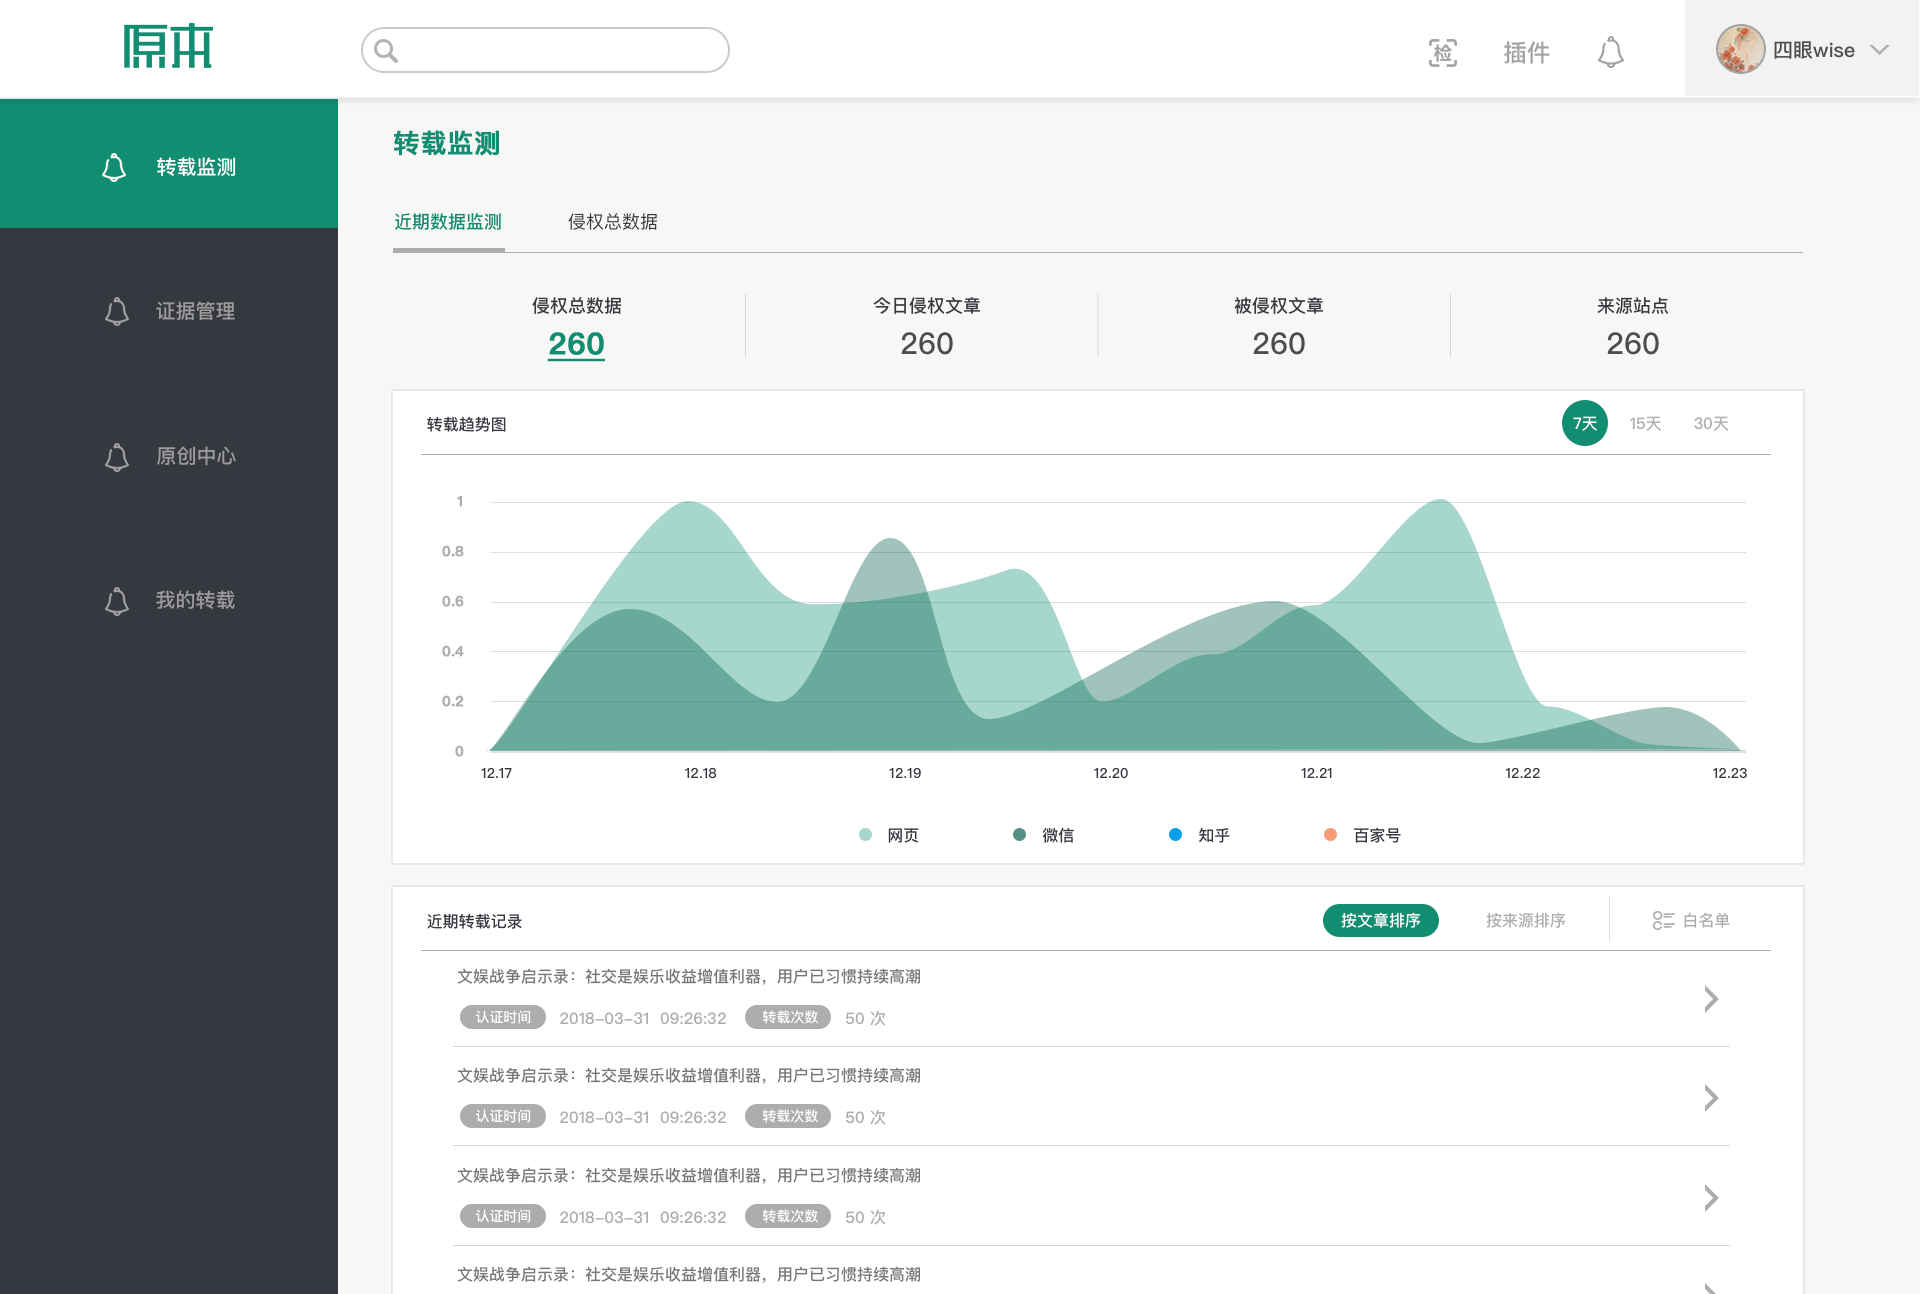 原本
检
插件
四眼wise
转载监测
证据管理
原创中心
我的转载
转载监测
近期数据监测
侵权总数据
侵权总数据
260
今日侵权文章
260
被侵权文章
260
来源站点
260
转载趋势图
7天
15天
30天
1
0.8
0.6
0.4
0.2
0
12.17
12.18
12.19
12.20
12.21
12.22
12.23
网页
微信
知乎
百家号
近期转载记录
按文章排序
按来源排序
白名单
文娱战争启示录：社交是娱乐收益增值利器，用户已习惯持续高潮
认证时间 2018-03-31 09:26:32 转载次数 50 次
文娱战争启示录：社交是娱乐收益增值利器，用户已习惯持续高潮
认证时间 2018-03-31 09:26:32 转载次数 50 次
文娱战争启示录：社交是娱乐收益增值利器，用户已习惯持续高潮
认证时间 2018-03-31 09:26:32 转载次数 50 次
文娱战争启示录：社交是娱乐收益增值利器，用户已习惯持续高潮